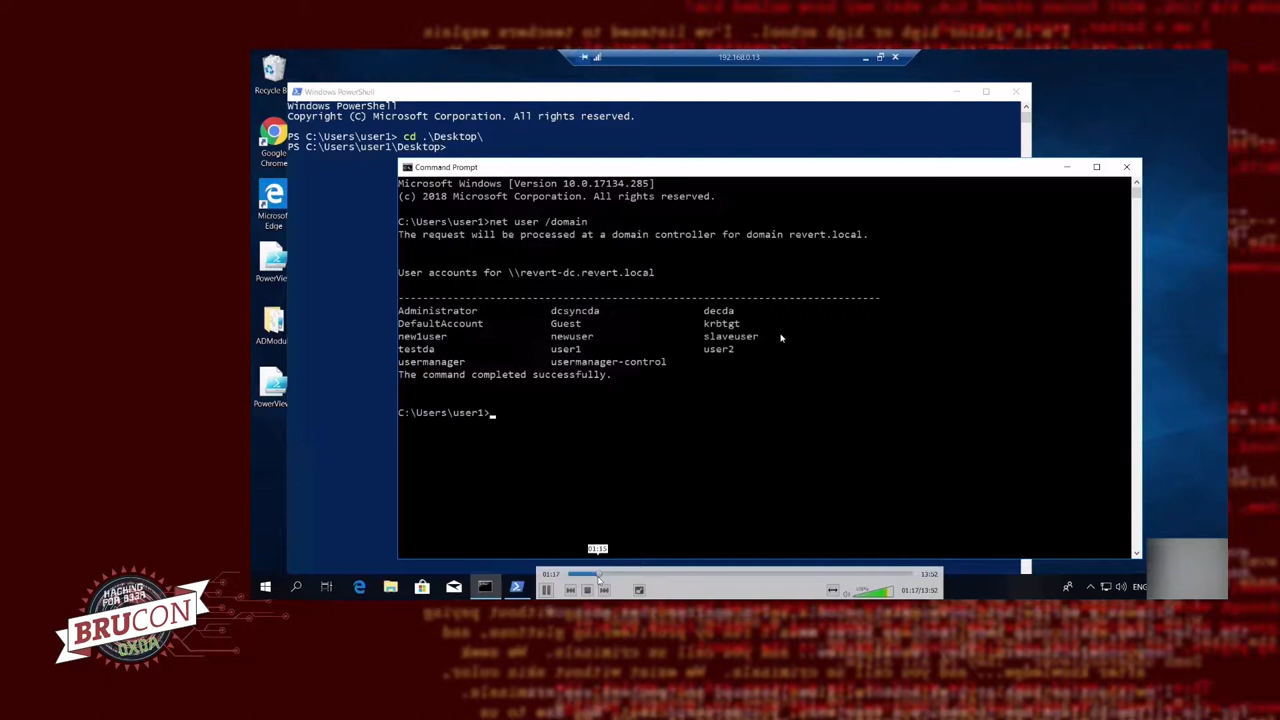 192.168.0.13
Recycle B
Windows PowerShell
Windows PowerShell
Copyright (C) Microsoft Corporation. All rights reserved.
PS C:\Users\user1> cd .\Desktop\
PS C:\Users\user1\Desktop>
Google
Chrome
Microsoft
Edge
PowerView
ADModul
PowerView
Command Prompt
Microsoft Windows [Version 10.0.17134.285]
(c) 2018 Microsoft Corporation. All rights reserved.
C:\Users\user1>net user /domain
The request will be processed at a domain controller for domain revert.local.
User accounts for \\revert-dc.revert.local
-------------------------------------------------------------------------------
Administrator dcsyncda decda
DefaultAccount Guest krbtgt
new1user newuser slaveuser
testda user1 user2
usermanager usermanager-control
The command completed successfully.
C:\Users\user1>
01:15
01:17 13:52
01:17/13:52
ENG
HACKING
FOR B33R
BRUCON
0X0A